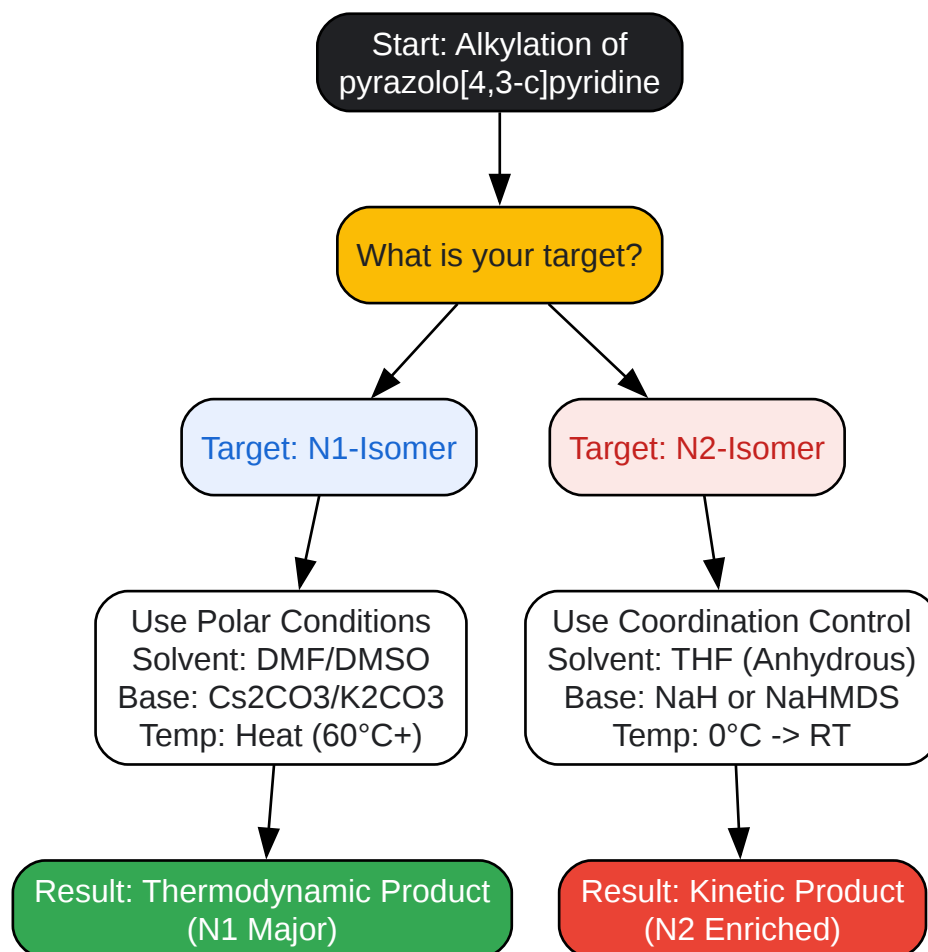 Start: Alkylation of
pyrazolo[4,3-c]pyridine
What is your target?
Target: N1-Isomer
Target: N2-Isomer
Use Polar Conditions
Solvent: DMF/DMSO
Base: Cs2CO3/K2CO3
Temp: Heat (60°C+)
Use Coordination Control
Solvent: THF (Anhydrous)
Base: NaH or NaHMDS
Temp: 0°C -> RT
Result: Thermodynamic Product
(N1 Major)
Result: Kinetic Product
(N2 Enriched)